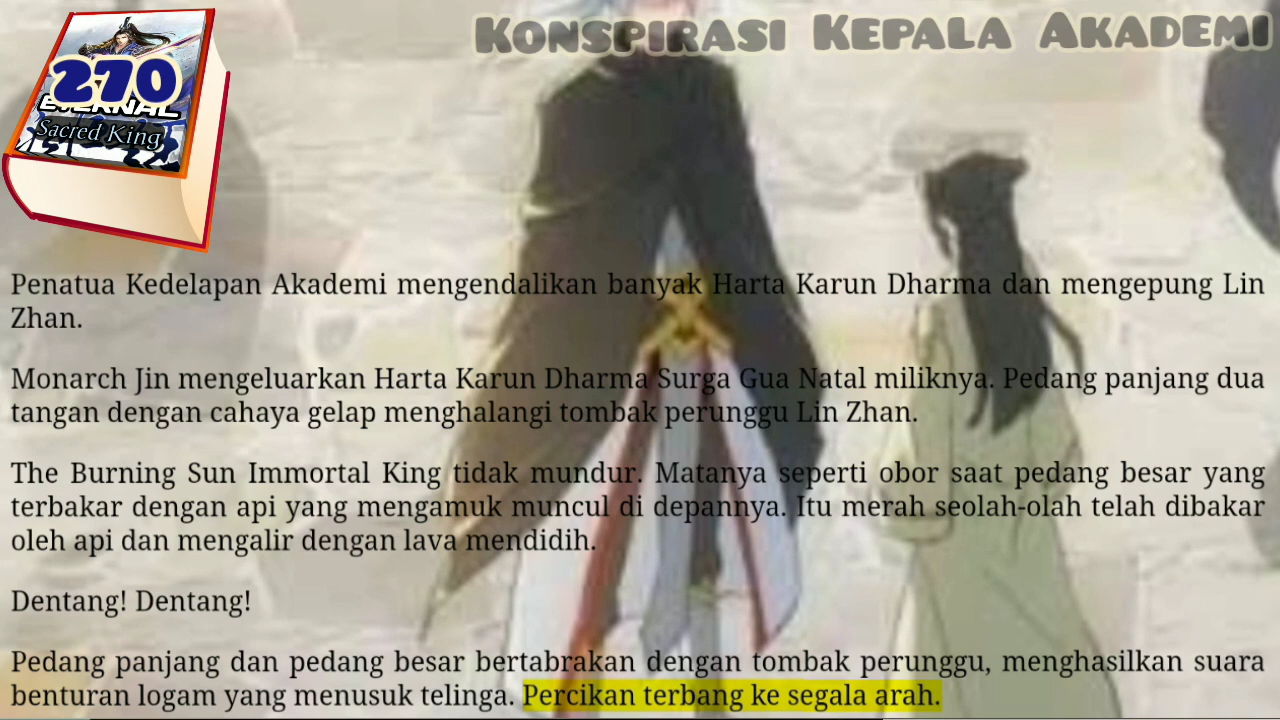 Konspirasi Kepala Akademi
270
ETERNAL
Sacred King
Penatua Kedelapan Akademi mengendalikan banyak Harta Karun Dharma dan mengepung Lin
Zhan.
Monarch Jin mengeluarkan Harta Karun Dharma Surga Gua Natal miliknya. Pedang panjang dua
tangan dengan cahaya gelap menghalangi tombak perunggu Lin Zhan.
The Burning Sun Immortal King tidak mundur. Matanya seperti obor saat pedang besar yang
terbakar dengan api yang mengamuk muncul di depannya. Itu merah seolah-olah telah dibakar
oleh api dan mengalir dengan lava mendidih.
Dentang! Dentang!
Pedang panjang dan pedang besar bertabrakan dengan tombak perunggu, menghasilkan suara
benturan logam yang menusuk telinga. Percikan terbang ke segala arah.